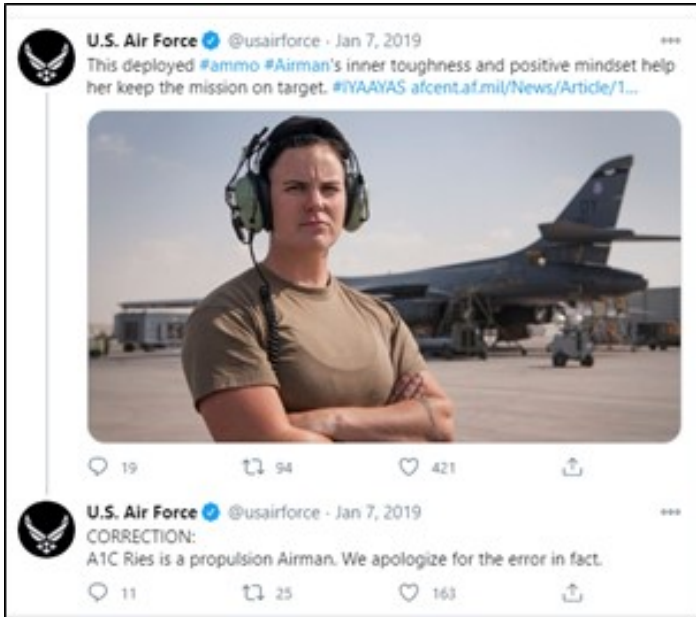 U.S. Air Force @usairforce · Jan 7, 2019
This deployed #ammo #Airman's inner toughness and positive mindset help
her keep the mission on target. #IYAAYAS afcent.af.mil/News/Article/1...
DY
19 94 421
U.S. Air Force @usairforce · Jan 7, 2019
CORRECTION:
A1C Ries is a propulsion Airman. We apologize for the error in fact.
11 25 163